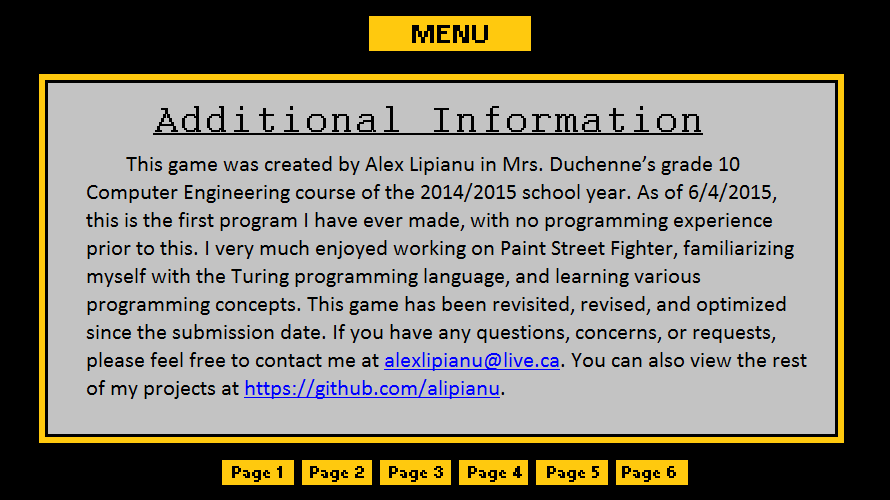 MENU
Additional Information
This game was created by Alex Lipianu in Mrs. Duchenne’s grade 10
Computer Engineering course of the 2014/2015 school year. As of 6/4/2015,
this is the first program I have ever made, with no programming experience
prior to this. I very much enjoyed working on Paint Street Fighter, familiarizing
myself with the Turing programming language, and learning various
programming concepts. This game has been revisited, revised, and optimized
since the submission date. If you have any questions, concerns, or requests,
please feel free to contact me at alexlipianu@live.ca. You can also view the rest
of my projects at https://github.com/alipianu.
Page 1 Page 2 Page 3 Page 4 Page 5 Page 6